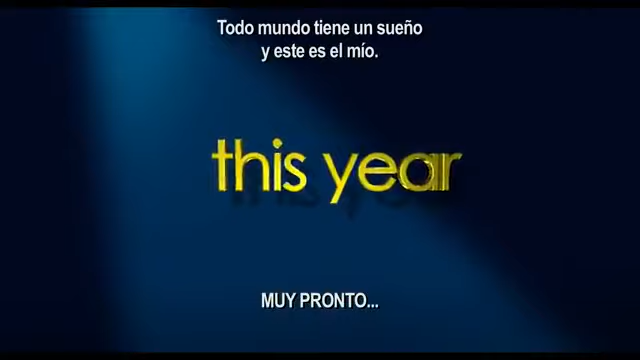 Todo mundo tiene un sueño
y este es el mío.
this year
MUY PRONTO...